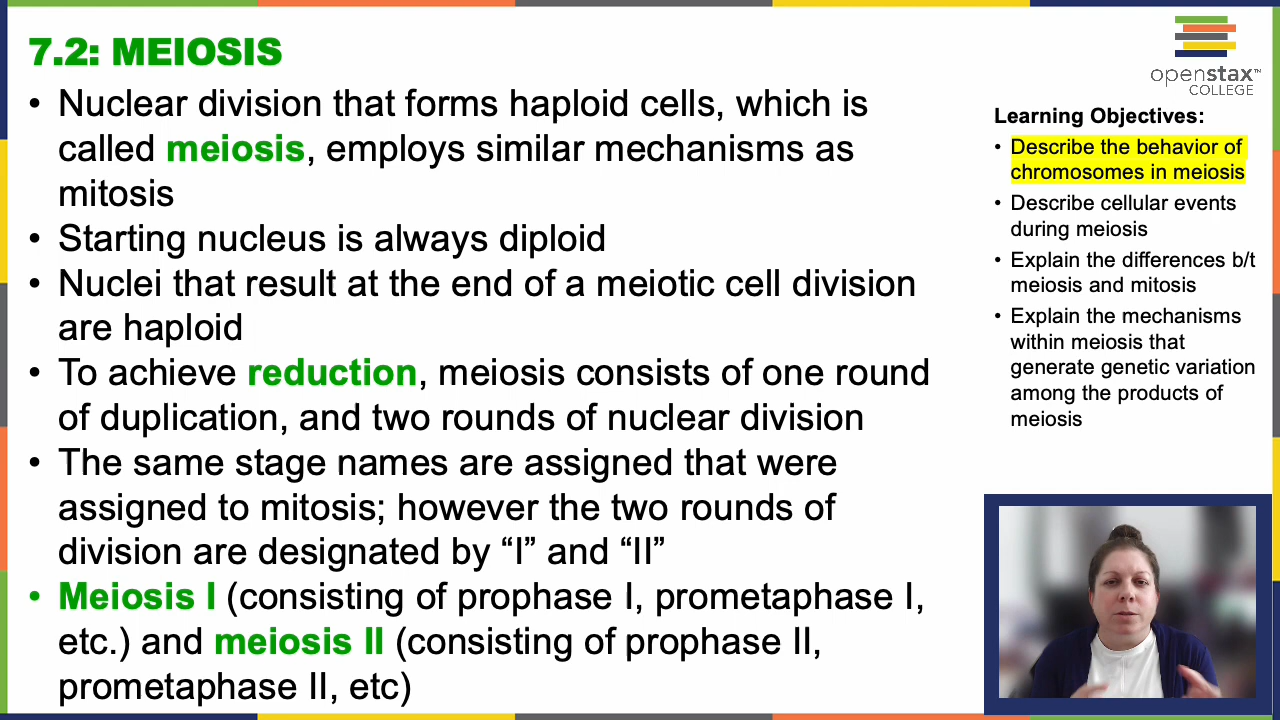 7.2: MEIOSIS
• Nuclear division that forms haploid cells, which is
called meiosis, employs similar mechanisms as
mitosis
• Starting nucleus is always diploid
• Nuclei that result at the end of a meiotic cell division
are haploid
• To achieve reduction, meiosis consists of one round
of duplication, and two rounds of nuclear division
• The same stage names are assigned that were
assigned to mitosis; however the two rounds of
division are designated by “I” and “II”
• Meiosis I (consisting of prophase I, prometaphase I,
etc.) and meiosis II (consisting of prophase II,
prometaphase II, etc)
openstax™
COLLEGE
Learning Objectives:
• Describe the behavior of
chromosomes in meiosis
• Describe cellular events
during meiosis
• Explain the differences b/t
meiosis and mitosis
• Explain the mechanisms
within meiosis that
generate genetic variation
among the products of
meiosis